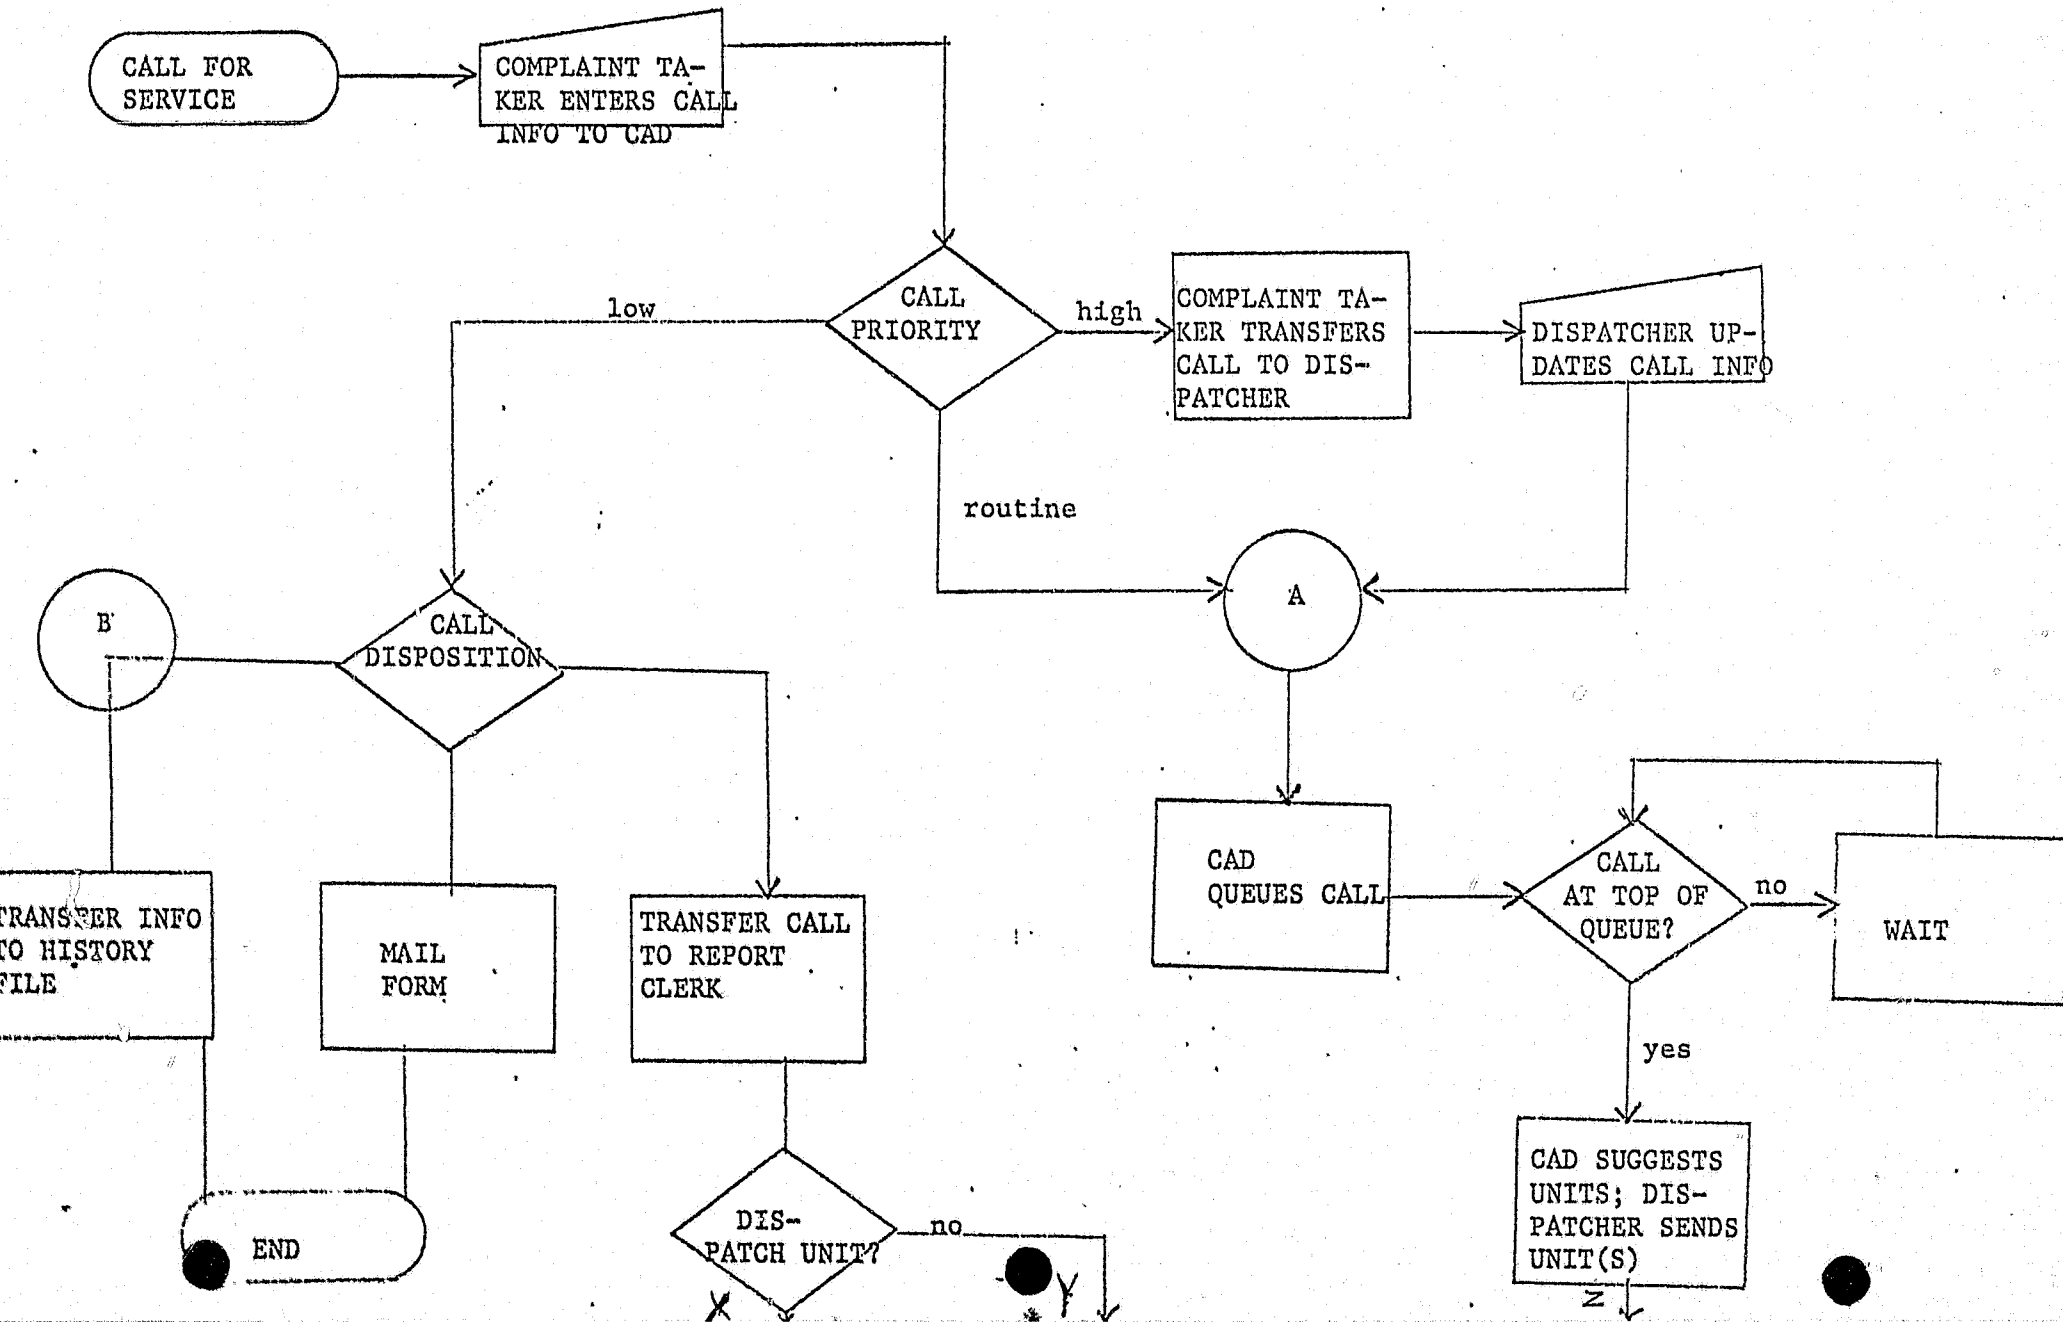 CALL FOR
SERVICE
COMPLAINT TA-
KER ENTERS CALL
INFO TO CAD
CALL
PRIORITY
low
high
routine
COMPLAINT TA-
KER TRANSFERS
CALL TO DIS-
PATCHER
DISPATCHER UP-
DATES CALL INFO
A
B
CALL
DISPOSITION
TRANSFER INFO
TO HISTORY
FILE
MAIL
FORM
TRANSFER CALL
TO REPORT
CLERK
CAD
QUEUES CALL
CALL
AT TOP OF
QUEUE?
no
WAIT
yes
CAD SUGGESTS
UNITS; DIS-
PATCHER SENDS
UNIT(S)
END
DIS-
PATCH UNIT?
no
X
Y
Z